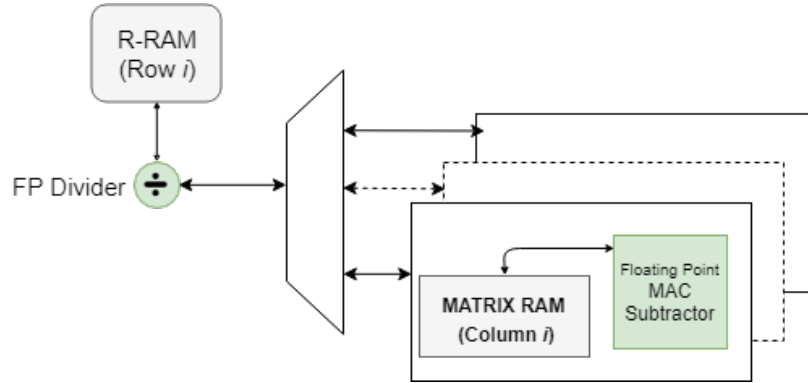 R-RAM
(Row i)
FP Divider
÷
Floating Point
MAC
Subtractor
MATRIX RAM
(Column i)